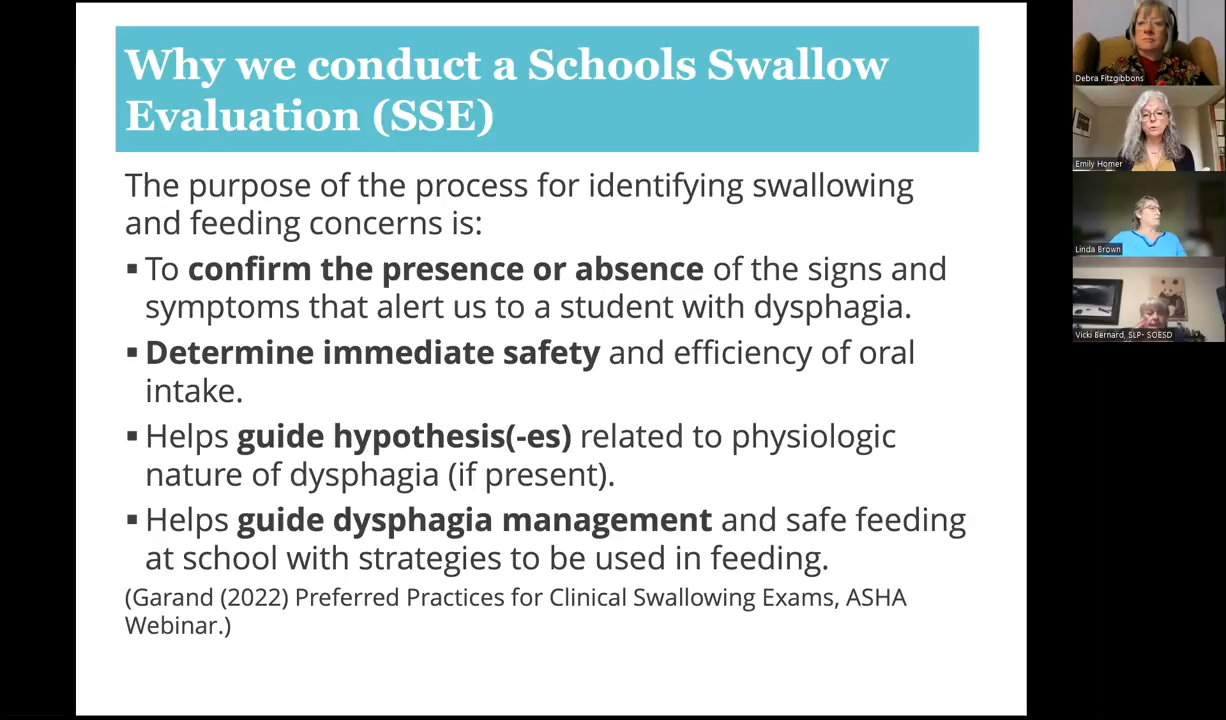 Why we conduct a Schools Swallow
Evaluation (SSE)
The purpose of the process for identifying swallowing
and feeding concerns is:
▪ To confirm the presence or absence of the signs and
symptoms that alert us to a student with dysphagia.
▪ Determine immediate safety and efficiency of oral
intake.
▪ Helps guide hypothesis(-es) related to physiologic
nature of dysphagia (if present).
▪ Helps guide dysphagia management and safe feeding
at school with strategies to be used in feeding.
(Garand (2022) Preferred Practices for Clinical Swallowing Exams, ASHA
Webinar.)
Debra Fitzgibbons
Emily Homer
Linda Brown
Vicki Bernard, SLP- SOESD